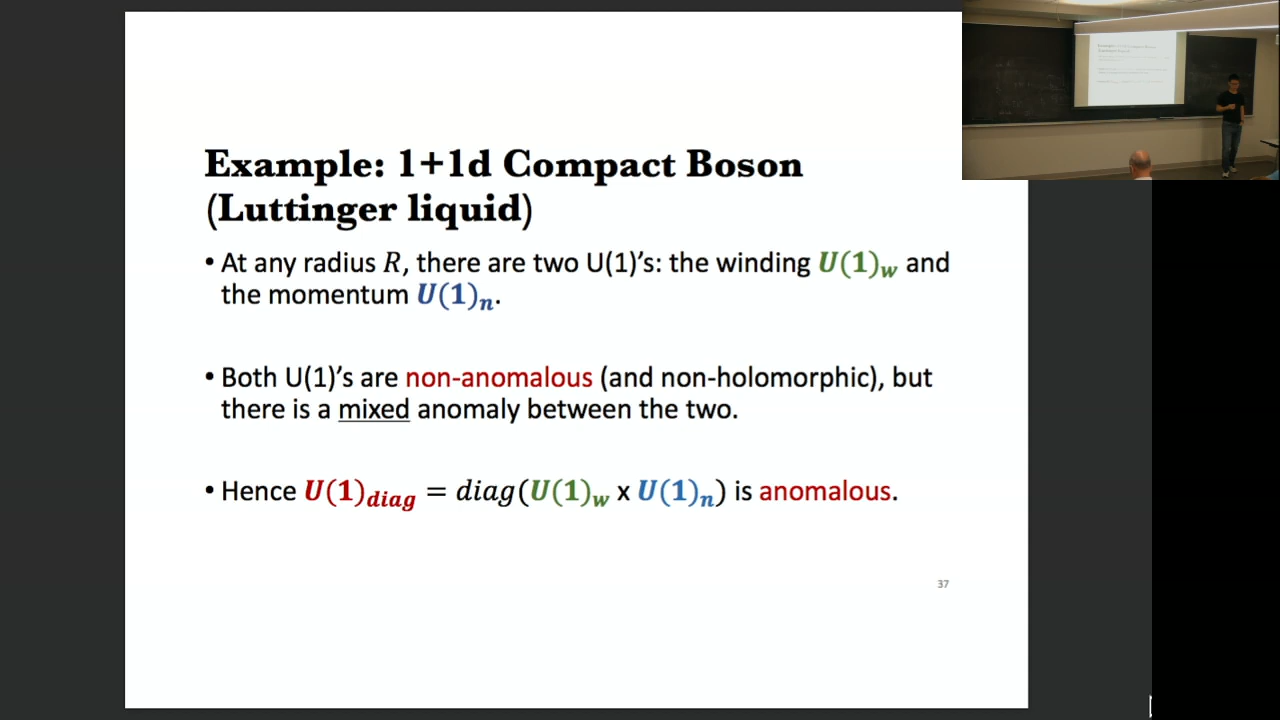 Example: 1+1d Compact Boson
(Luttinger liquid)
• At any radius R, there are two U(1)'s: the winding U(1)w and
the momentum U(1)n.
• Both U(1)'s are non-anomalous (and non-holomorphic), but
there is a mixed anomaly between the two.
• Hence U(1)diag = diag(U(1)w x U(1)n) is anomalous.
37